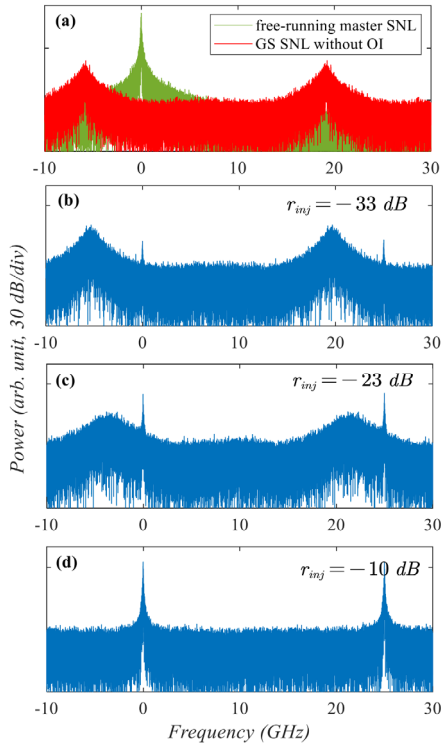 (a)
free-running master SNL
GS SNL without OI
-10 0 10 20 30
(b)
r_inj = −33 dB
-10 0 10 20 30
(c)
r_inj = −23 dB
-10 0 10 20 30
(d)
r_inj = −10 dB
-10 0 10 20 30
Frequency (GHz)
Power (arb. unit, 30 dB/div)